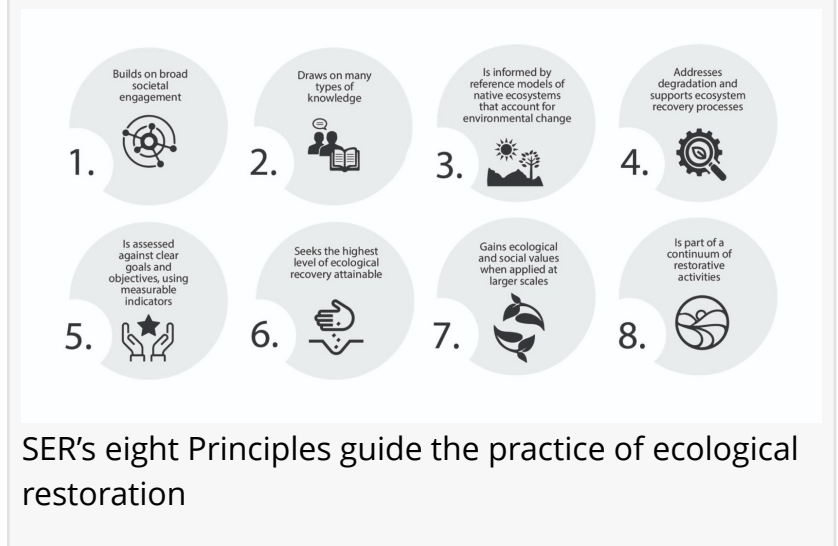 Builds on broad
societal
engagement
1.
Draws on many
types of
knowledge
2.
Is informed by
reference models of
native ecosystems
that account for
environmental change
3.
Addresses
degradation and
supports ecosystem
recovery processes
4.
Is assessed
against clear
goals and
objectives, using
measurable
indicators
5.
Seeks the highest
level of ecological
recovery attainable
6.
Gains ecological
and social values
when applied at
larger scales
7.
Is part of a
continuum of
restorative
activities
8.
SER’s eight Principles guide the practice of ecological
restoration